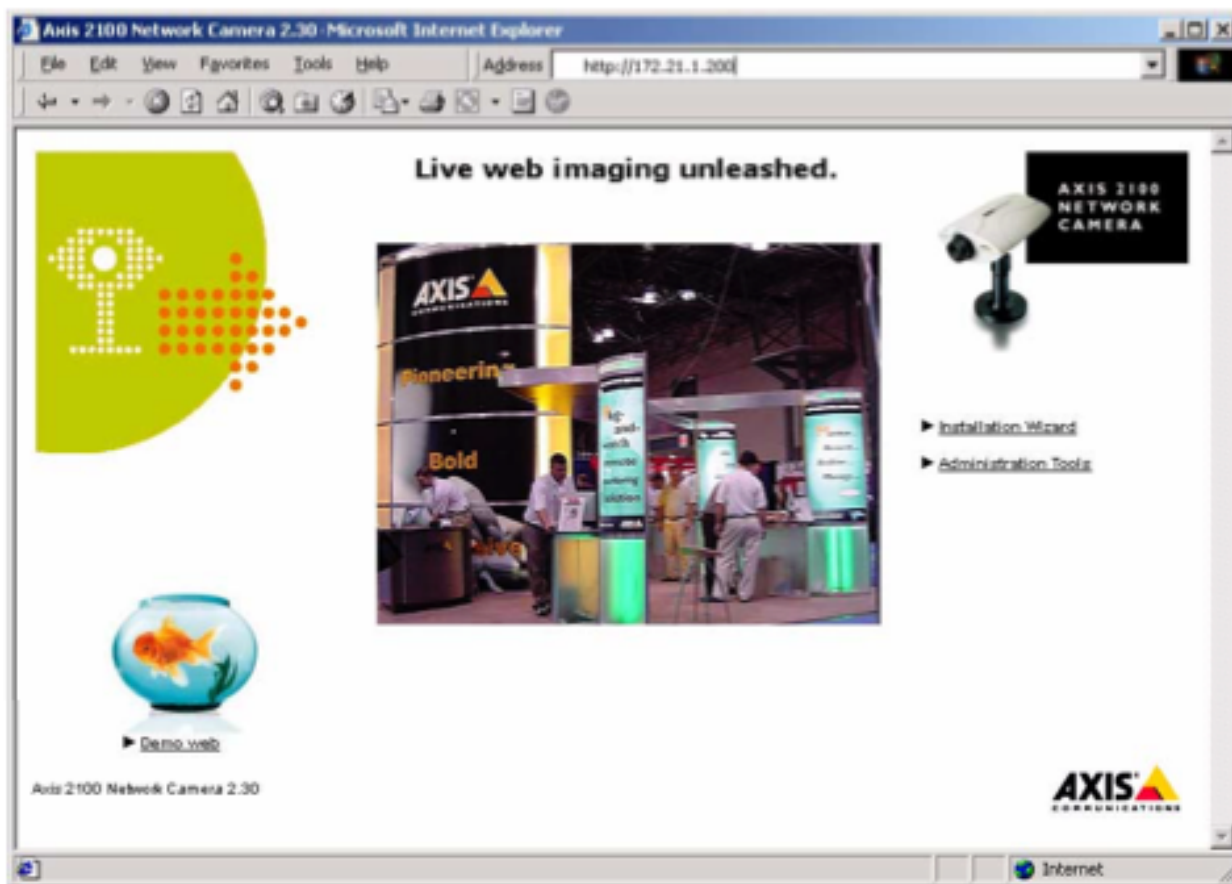 Axis 2100 Network Camera 2.30 - Microsoft Internet Explorer
File Edit View Favorites Tools Help Address http://172.21.1.200
Live web imaging unleashed.
AXIS 2100
NETWORK
CAMERA
AXIS
COMMUNICATIONS
Pioneering
Bold
Installation Wizard
Administration Tools
Demo web
Axis 2100 Network Camera 2.30
AXIS
COMMUNICATIONS
Internet